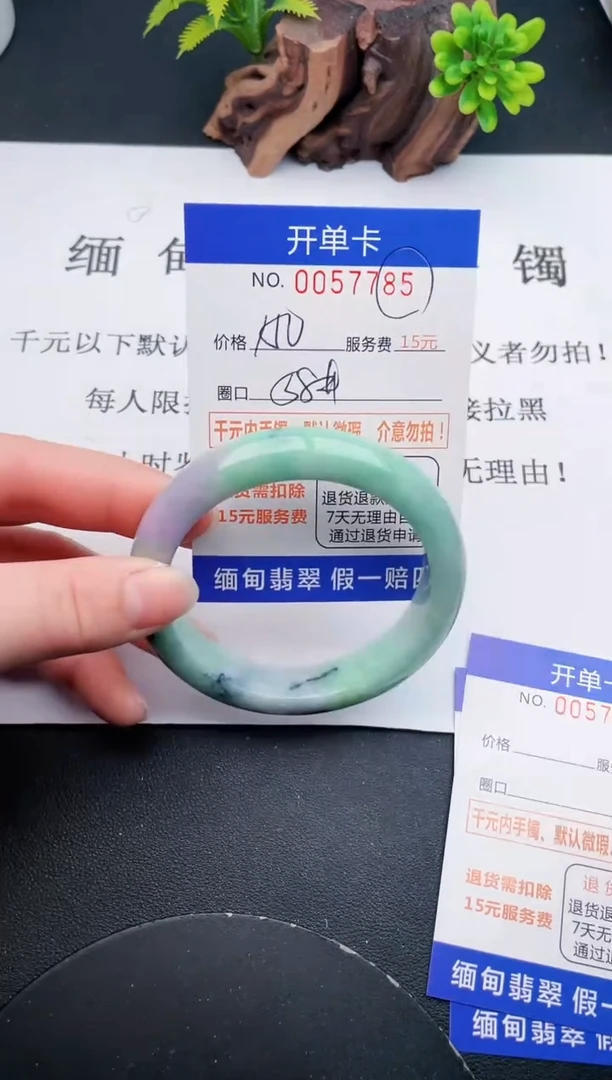 缅甸
镯
千元以下默认
义者勿拍!
每人限
接拉黑
无理由!
开单卡
NO. 0057785
价格 服务费 15元
圈口 58
千元内手镯、默认微瑕、介意勿拍!
货需扣除
15元服务费
退货退款
7天无理由
通过退货申请
缅甸翡翠 假一赔
开单
NO. 0057
价格
圈口
千元内手镯、默认微瑕
退货需扣除
15元服务费
退货
7天无
通过
缅甸翡翠 假一
缅甸翡翠